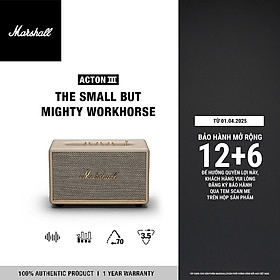 Marshall
ACTON III
THE SMALL BUT
MIGHTY WORKHORSE
Marshall
70
3.5
100% AUTHENTIC PRODUCT | 1 YEAR WARRANTY
TỪ 01.04.2025
BẢO HÀNH MỞ RỘNG
12+6
ĐỂ HƯỞNG QUYỀN LỢI NÀY,
KHÁCH HÀNG VUI LÒNG
ĐĂNG KÝ BẢO HÀNH
QUA TEM SCAN ME
TRÊN HỘP SẢN PHẨM